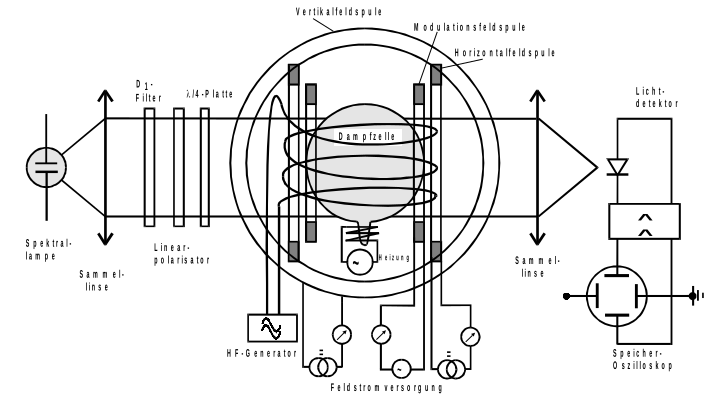 Vertikalfeldspule
Modulationsfeldspule
Horizontalfeldspule
D1-
Filter
λ/4-Platte
Licht-
detektor
Dampfzelle
Spektral-
lampe
Linear-
polarisator
Sammel-
linse
Heizung
Sammel-
linse
HF-Generator
Feldstromversorgung
Speicher-
Oszilloskop